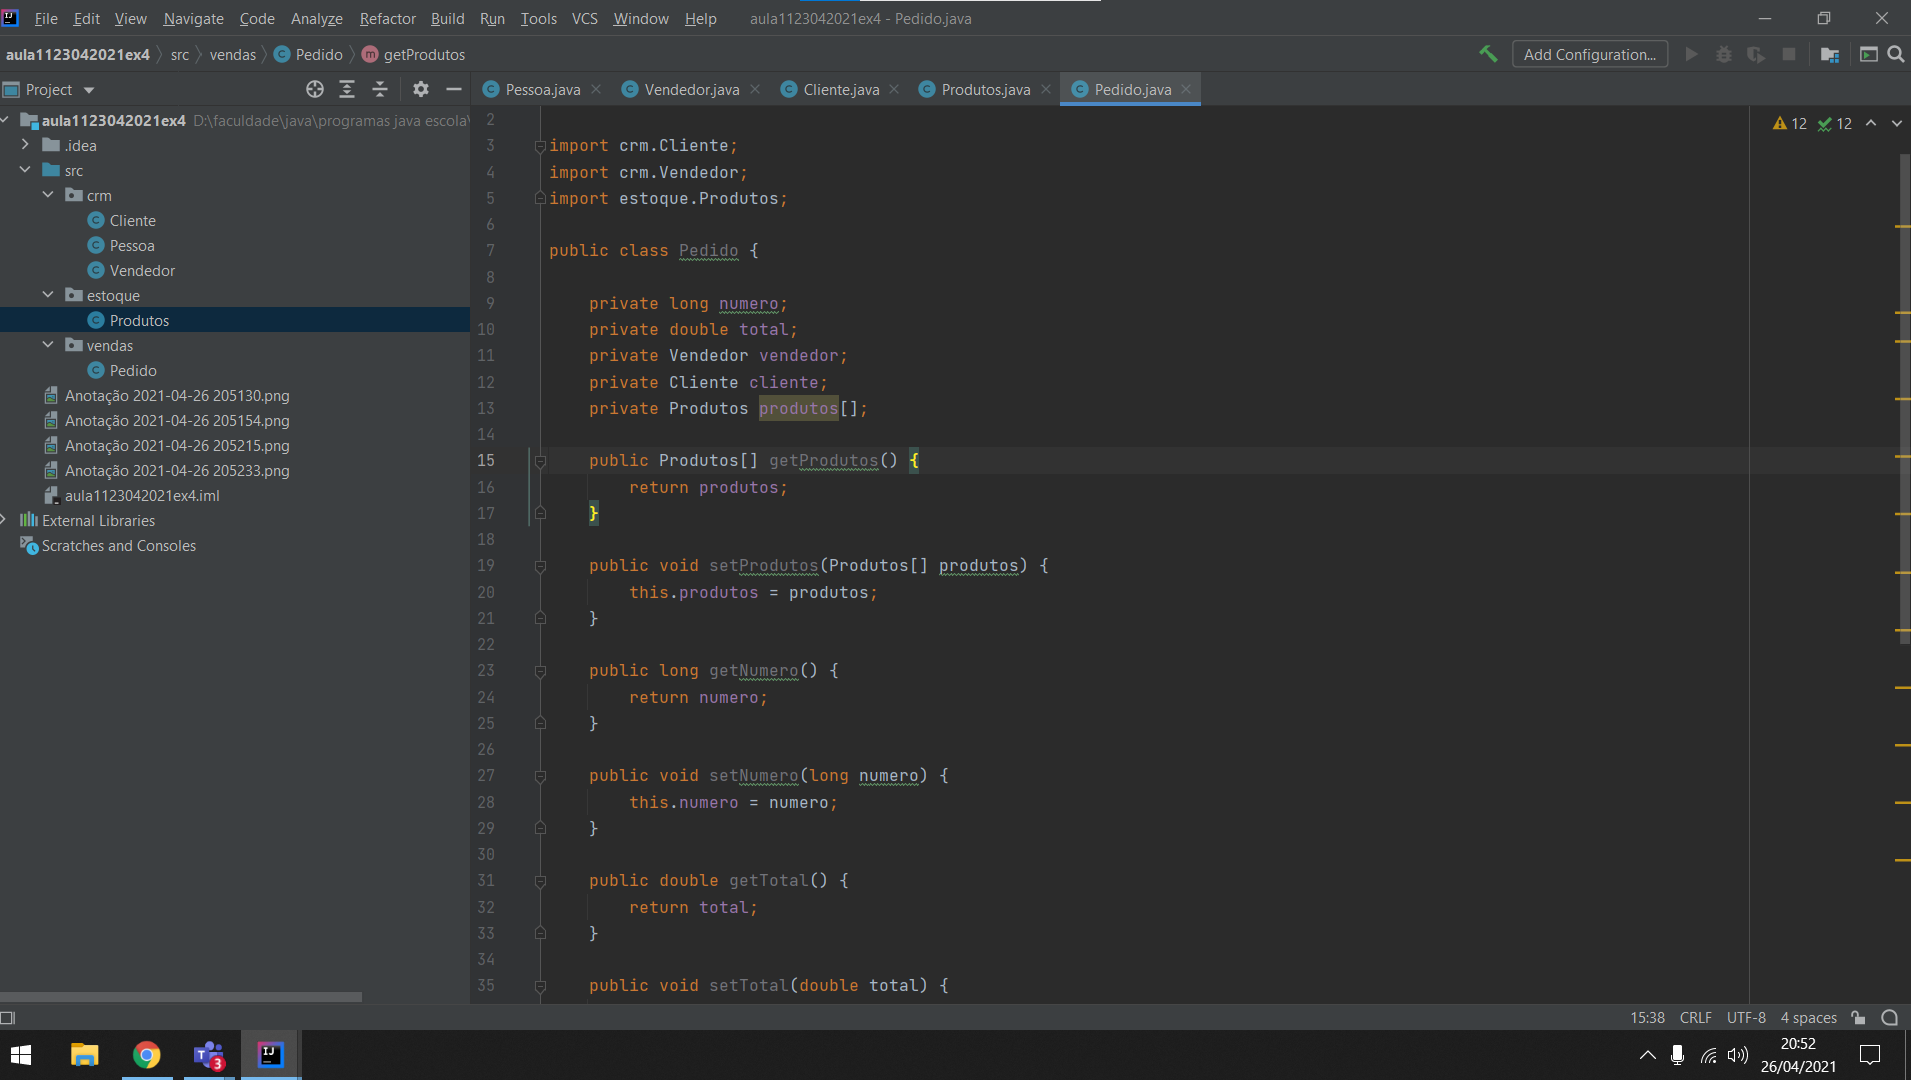 File Edit View Navigate Code Analyze Refactor Build Run Tools VCS Window Help aula1123042021ex4 - Pedido.java
aula1123042021ex4 src vendas Pedido getProdutos Add Configuration...
Project
Pessoa.java Vendedor.java Cliente.java Produtos.java Pedido.java
aula1123042021ex4 D:\faculdade\java\programas java escola\
.idea
src
crm
Cliente
Pessoa
Vendedor
estoque
Produtos
vendas
Pedido
Anotação 2021-04-26 205130.png
Anotação 2021-04-26 205154.png
Anotação 2021-04-26 205215.png
Anotação 2021-04-26 205233.png
aula1123042021ex4.iml
External Libraries
Scratches and Consoles
12 12
2
3 import crm.Cliente;
4 import crm.Vendedor;
5 import estoque.Produtos;
6
7 public class Pedido {
8
9 private long numero;
10 private double total;
11 private Vendedor vendedor;
12 private Cliente cliente;
13 private Produtos produtos[];
14
15 public Produtos[] getProdutos() {
16 return produtos;
17 }
18
19 public void setProdutos(Produtos[] produtos) {
20 this.produtos = produtos;
21 }
22
23 public long getNumero() {
24 return numero;
25 }
26
27 public void setNumero(long numero) {
28 this.numero = numero;
29 }
30
31 public double getTotal() {
32 return total;
33 }
34
35 public void setTotal(double total) {
15:38 CRLF UTF-8 4 spaces
T 3 IJ
20:52
26/04/2021